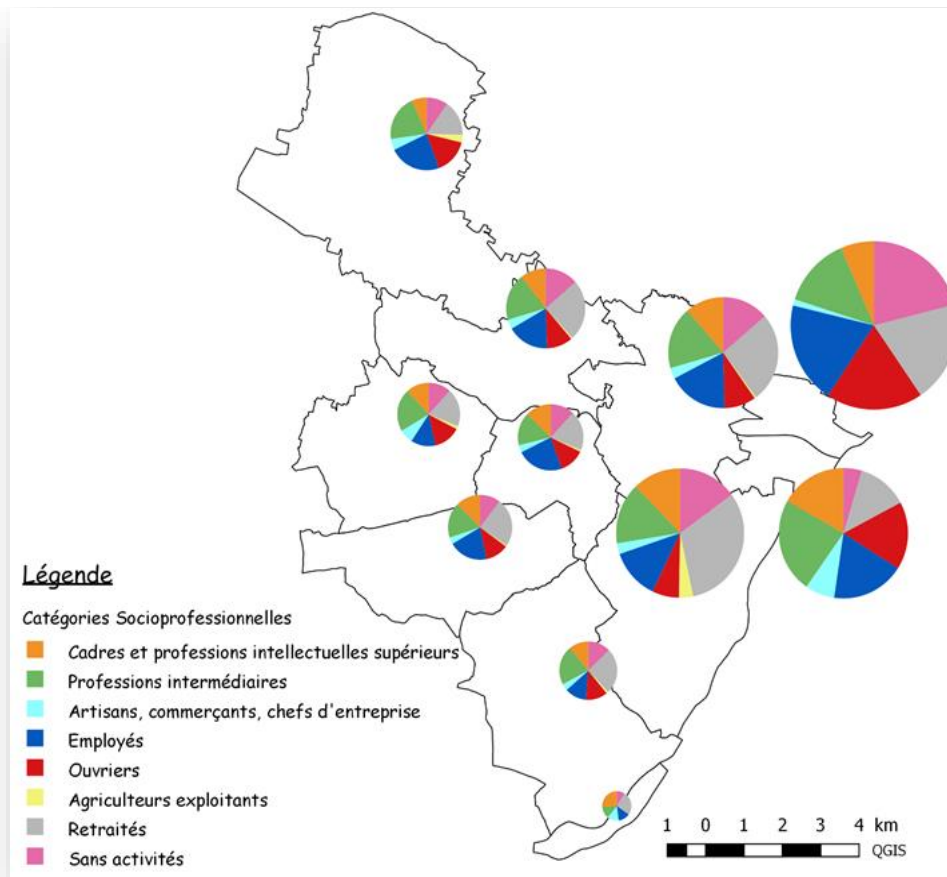 Légende
Catégories Socioprofessionnelles
Cadres et professions intellectuelles supérieurs
Professions intermédiaires
Artisans, commerçants, chefs d'entreprise
Employés
Ouvriers
Agriculteurs exploitants
Retraités
Sans activités
1 0 1 2 3 4 km
QGIS